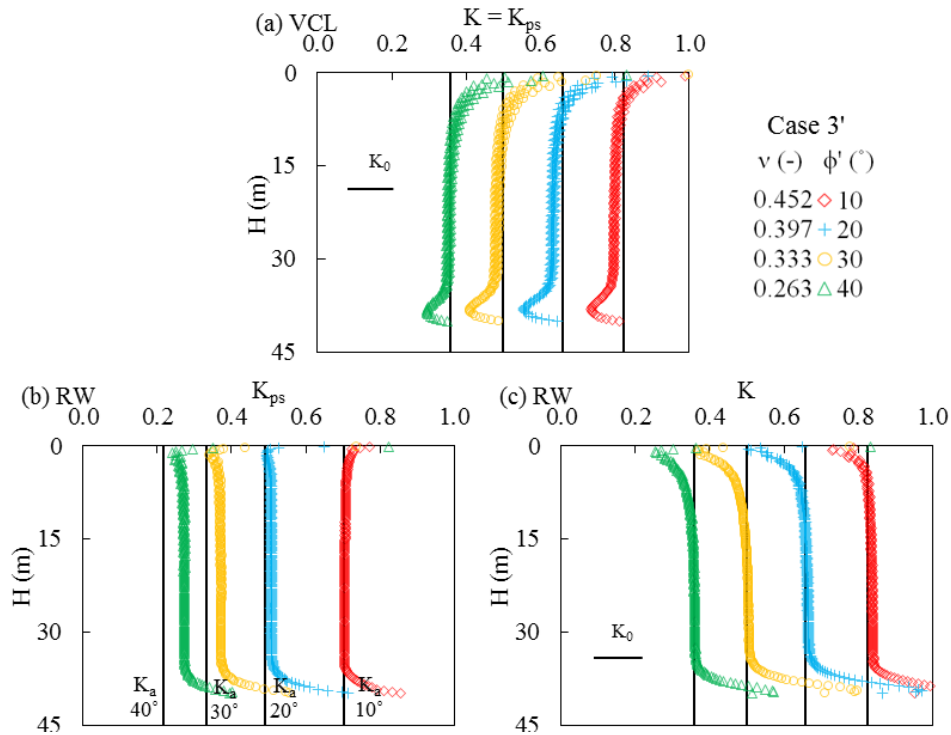 (a) VCL
K = Kₚₛ
0.0 0.2 0.4 0.6 0.8 1.0
0
15
30
45
H (m)
K₀
Case 3'
ν (-) ϕ' (°)
0.452 10
0.397 20
0.333 30
0.263 40
(b) RW
Kₚₛ
0.0 0.2 0.4 0.6 0.8 1.0
0
15
30
45
H (m)
Kₐ Kₐ Kₐ Kₐ
40° 30° 20° 10°
(c) RW
K
0.0 0.2 0.4 0.6 0.8 1.0
0
15
30
45
H (m)
K₀